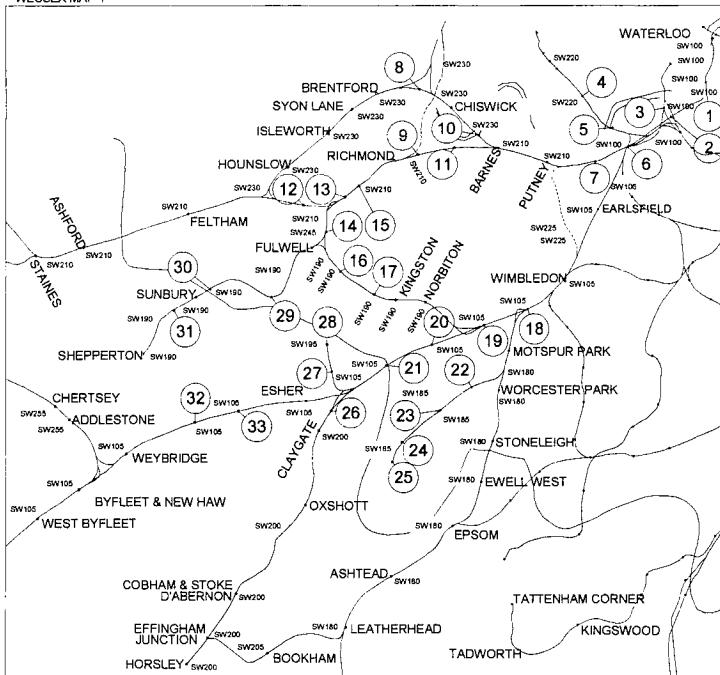 WATERLOO
SW100
SW230
SW220
SW100
8
4
SW100
BRENTFORD
SW230
3
SW100
SW230
SYON LANE
CHISWICK
SW220
SW100
1
5
SW230
ISLEWORTH
10
SW230
SW100
SW100
2
9
SW230
RICHMOND
SW210
11
BARNES
SW210
6
HOUNSLOW
SW230
SW210
PUTNEY
7
12
13
SW105
ASHFORD
SW210
SW230
SW210
15
SW225
EARLSFIELD
FELTHAM
SW245
14
SW225
SW210
FULWELL
SW210
STAINES
SW190
16
17
KINGSTON
NORBITON
30
SW190
SW190
WIMBLEDON
SUNBURY
SW190
SW190
SW105
SW190
SW190
31
29
28
SW190
SW190
20
SW105
18
SHEPPERTON
SW190
SW195
SW105
19
MOTSPUR PARK
27
21
22
SW180
CHERTSEY
ESHER
SW105
WORCESTER PARK
SW255
32
SW105
SW185
SW180
ADDLESTONE
SW105
33
SW105
26
23
SW185
SW255
SW105
CLAYGATE
SW200
24
SW180
STONELEIGH
WEYBRIDGE
SW185
25
SW105
SW180
EWELL WEST
BYFLEET & NEW HAW
OXSHOTT
SW105
WEST BYFLEET
SW200
SW180
EPSOM
ASHTEAD
SW180
COBHAM & STOKE
D'ABERNON
SW200
TATTENHAM CORNER
EFFINGHAM
JUNCTION
SW200
SW180
LEATHERHEAD
KINGSWOOD
SW205
BOOKHAM
TADWORTH
HORSLEY
SW200